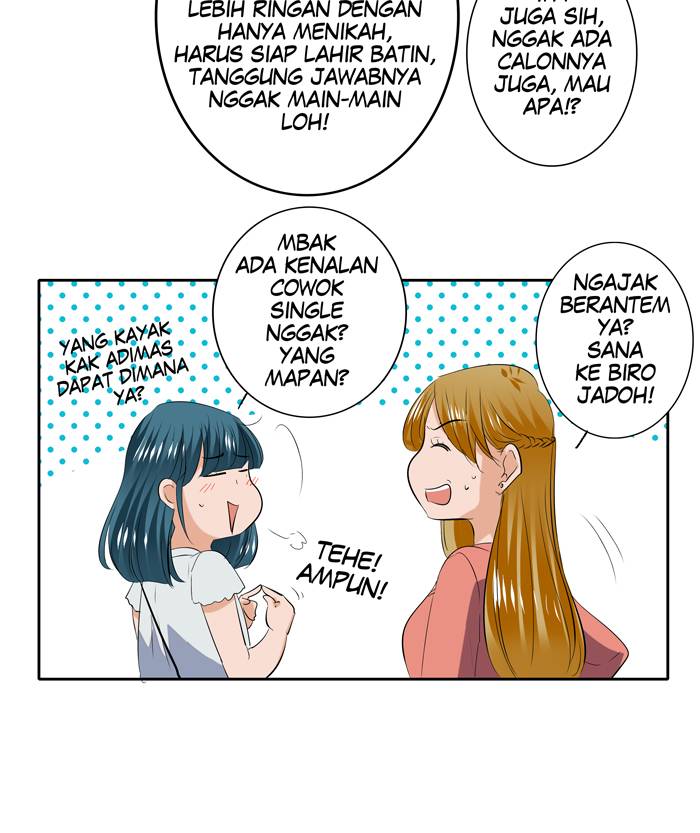 LEBIH RINGAN DENGAN
HANYA MENIKAH,
HARUS SIAP LAHIR BATIN,
TANGGUNG JAWABNYA
NGGAK MAIN-MAIN
LOH!
JUGA SIH,
NGGAK ADA
CALONNYA
JUGA, MAU
APA!?
MBAK
ADA KENALAN
COWOK
SINGLE
NGGAK?
YANG
MAPAN?
YANG KAYAK
KAK ADIMAS
DAPAT DIMANA
YA?
NGAJAK
BERANTEM
YA?
SANA
KE BIRO
JADOH!
TEHE!
AMPUN!